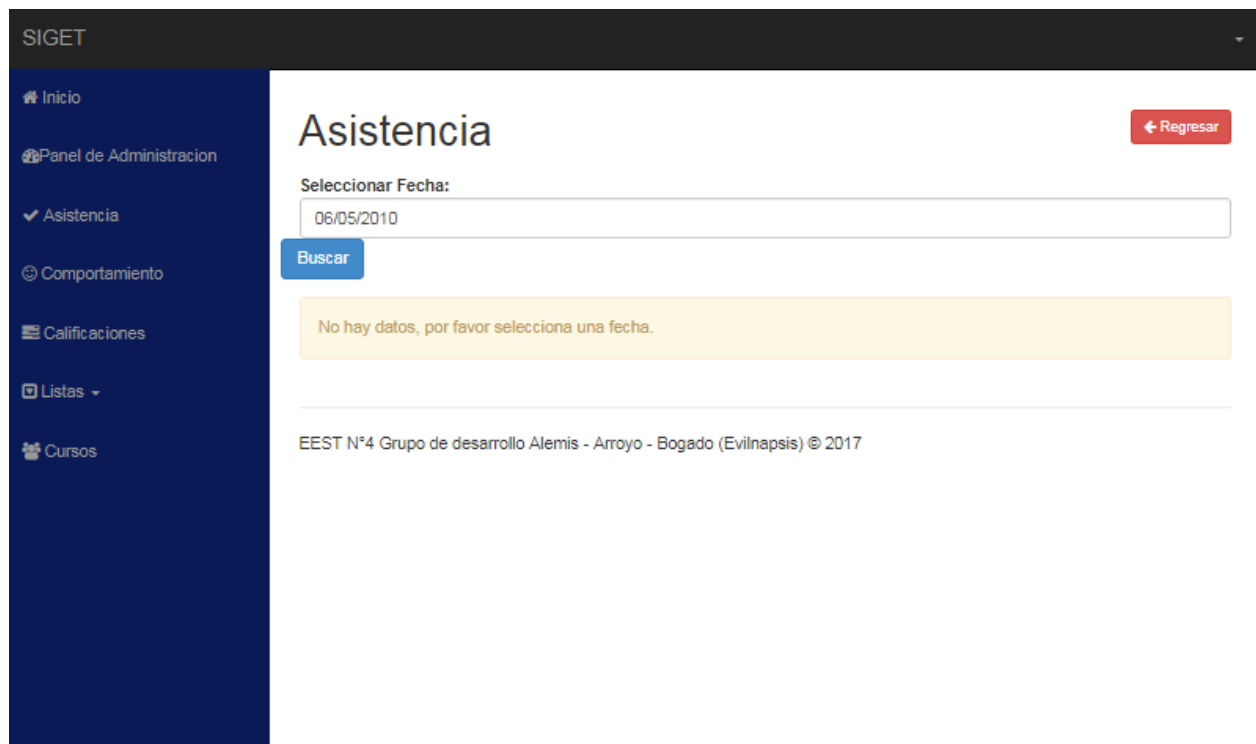 SIGET
Inicio
Panel de Administracion
Asistencia
Comportamiento
Calificaciones
Listas
Cursos
Asistencia
Regresar
Seleccionar Fecha:
06/05/2010
Buscar
No hay datos, por favor selecciona una fecha.
EEST N°4 Grupo de desarrollo Alemis - Arroyo - Bogado (Evilnapsis) © 2017